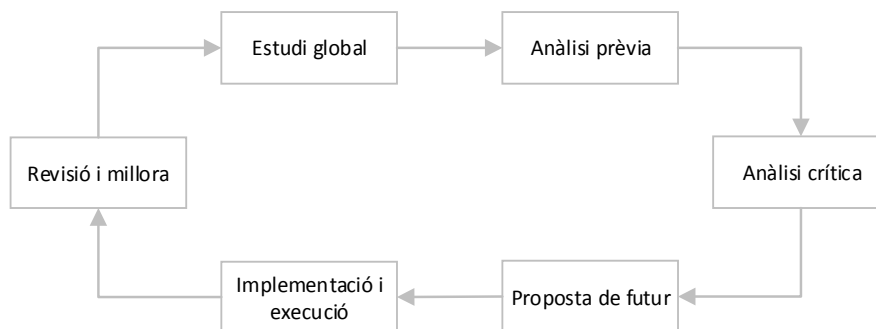 Estudi global
Anàlisi prèvia
Revisió i millora
Anàlisi crítica
Implementació i
execució
Proposta de futur